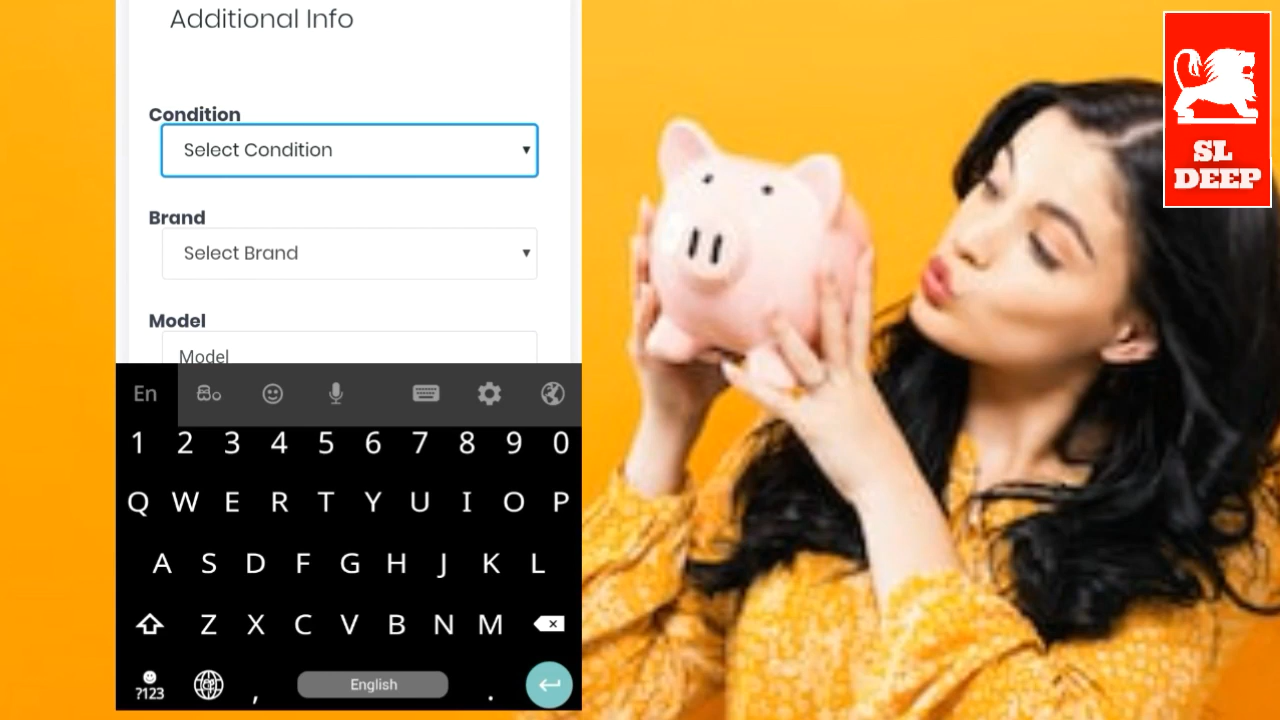 Additional Info
Condition
Select Condition
Brand
Select Brand
Model
Model
En
1 2 3 4 5 6 7 8 9 0
Q W E R T Y U I O P
A S D F G H J K L
Z X C V B N M
?123 , English .
SL
DEEP